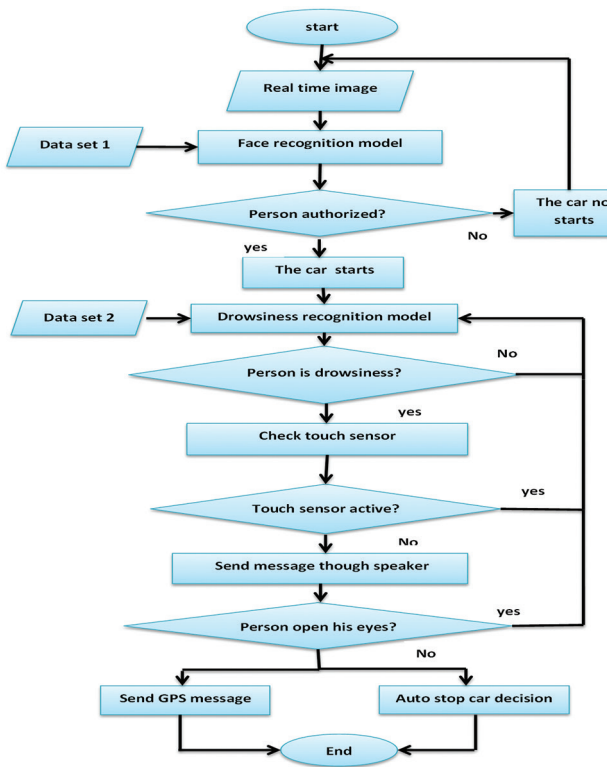 start
Real time image
Data set 1
Face recognition model
Person authorized?
The car no
starts
No
yes
The car starts
Data set 2
Drowsiness recognition model
No
Person is drowsiness?
yes
Check touch sensor
yes
Touch sensor active?
No
Send message though speaker
yes
Person open his eyes?
No
Send GPS message
Auto stop car decision
End